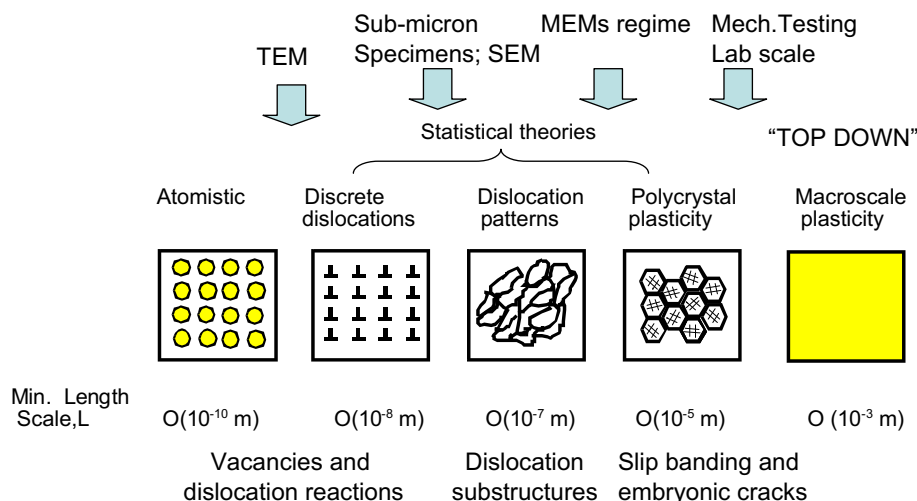 TEM
Sub-micron
Specimens; SEM
MEMs regime
Mech.Testing
Lab scale
Statistical theories
“TOP DOWN”
Atomistic
Discrete
dislocations
Dislocation
patterns
Polycrystal
plasticity
Macroscale
plasticity
Min. Length
Scale,L
O(10⁻¹⁰ m)
O(10⁻⁸ m)
O(10⁻⁷ m)
O(10⁻⁵ m)
O (10⁻³ m)
Vacancies and
dislocation reactions
Dislocation
substructures
Slip banding and
embryonic cracks